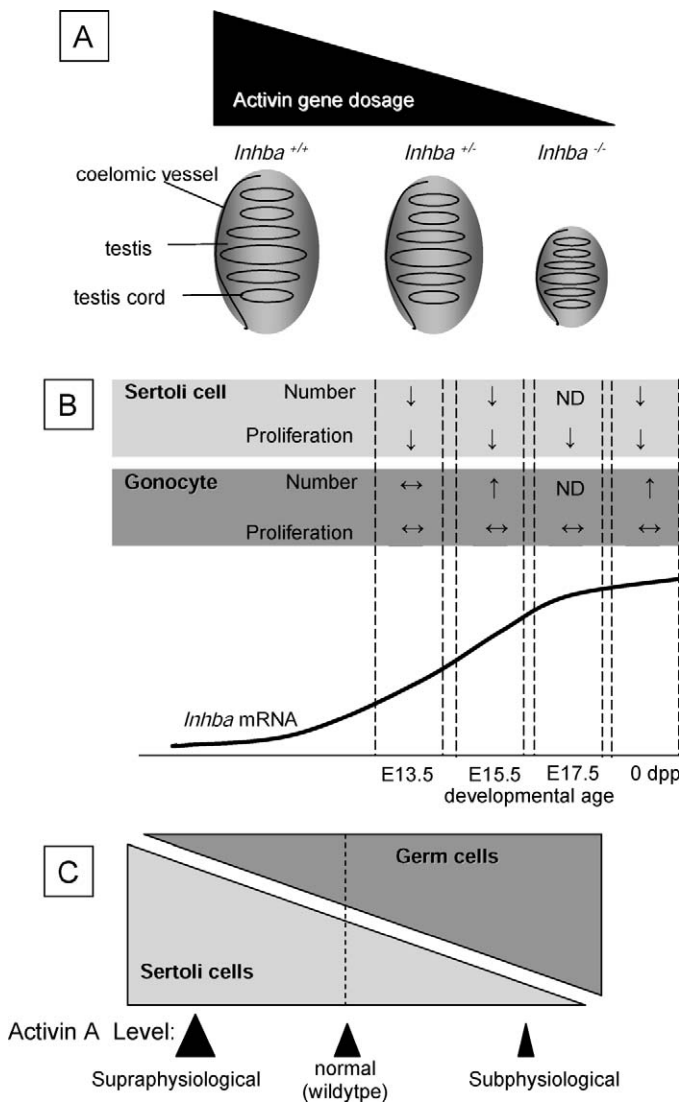 A
Activin gene dosage
Inhba +/+ Inhba +/- Inhba -/-
coelomic vessel
testis
testis cord
B
Sertoli cell Number ↓ ↓ ND ↓
Proliferation ↓ ↓ ↓ ↓
Gonocyte Number ↔ ↑ ND ↑
Proliferation ↔ ↔ ↔ ↔
Inhba mRNA
E13.5 E15.5 E17.5 0 dpp
developmental age
C
Germ cells
Sertoli cells
Activin A Level:
Supraphysiological normal Subphysiological
(wildytpe)